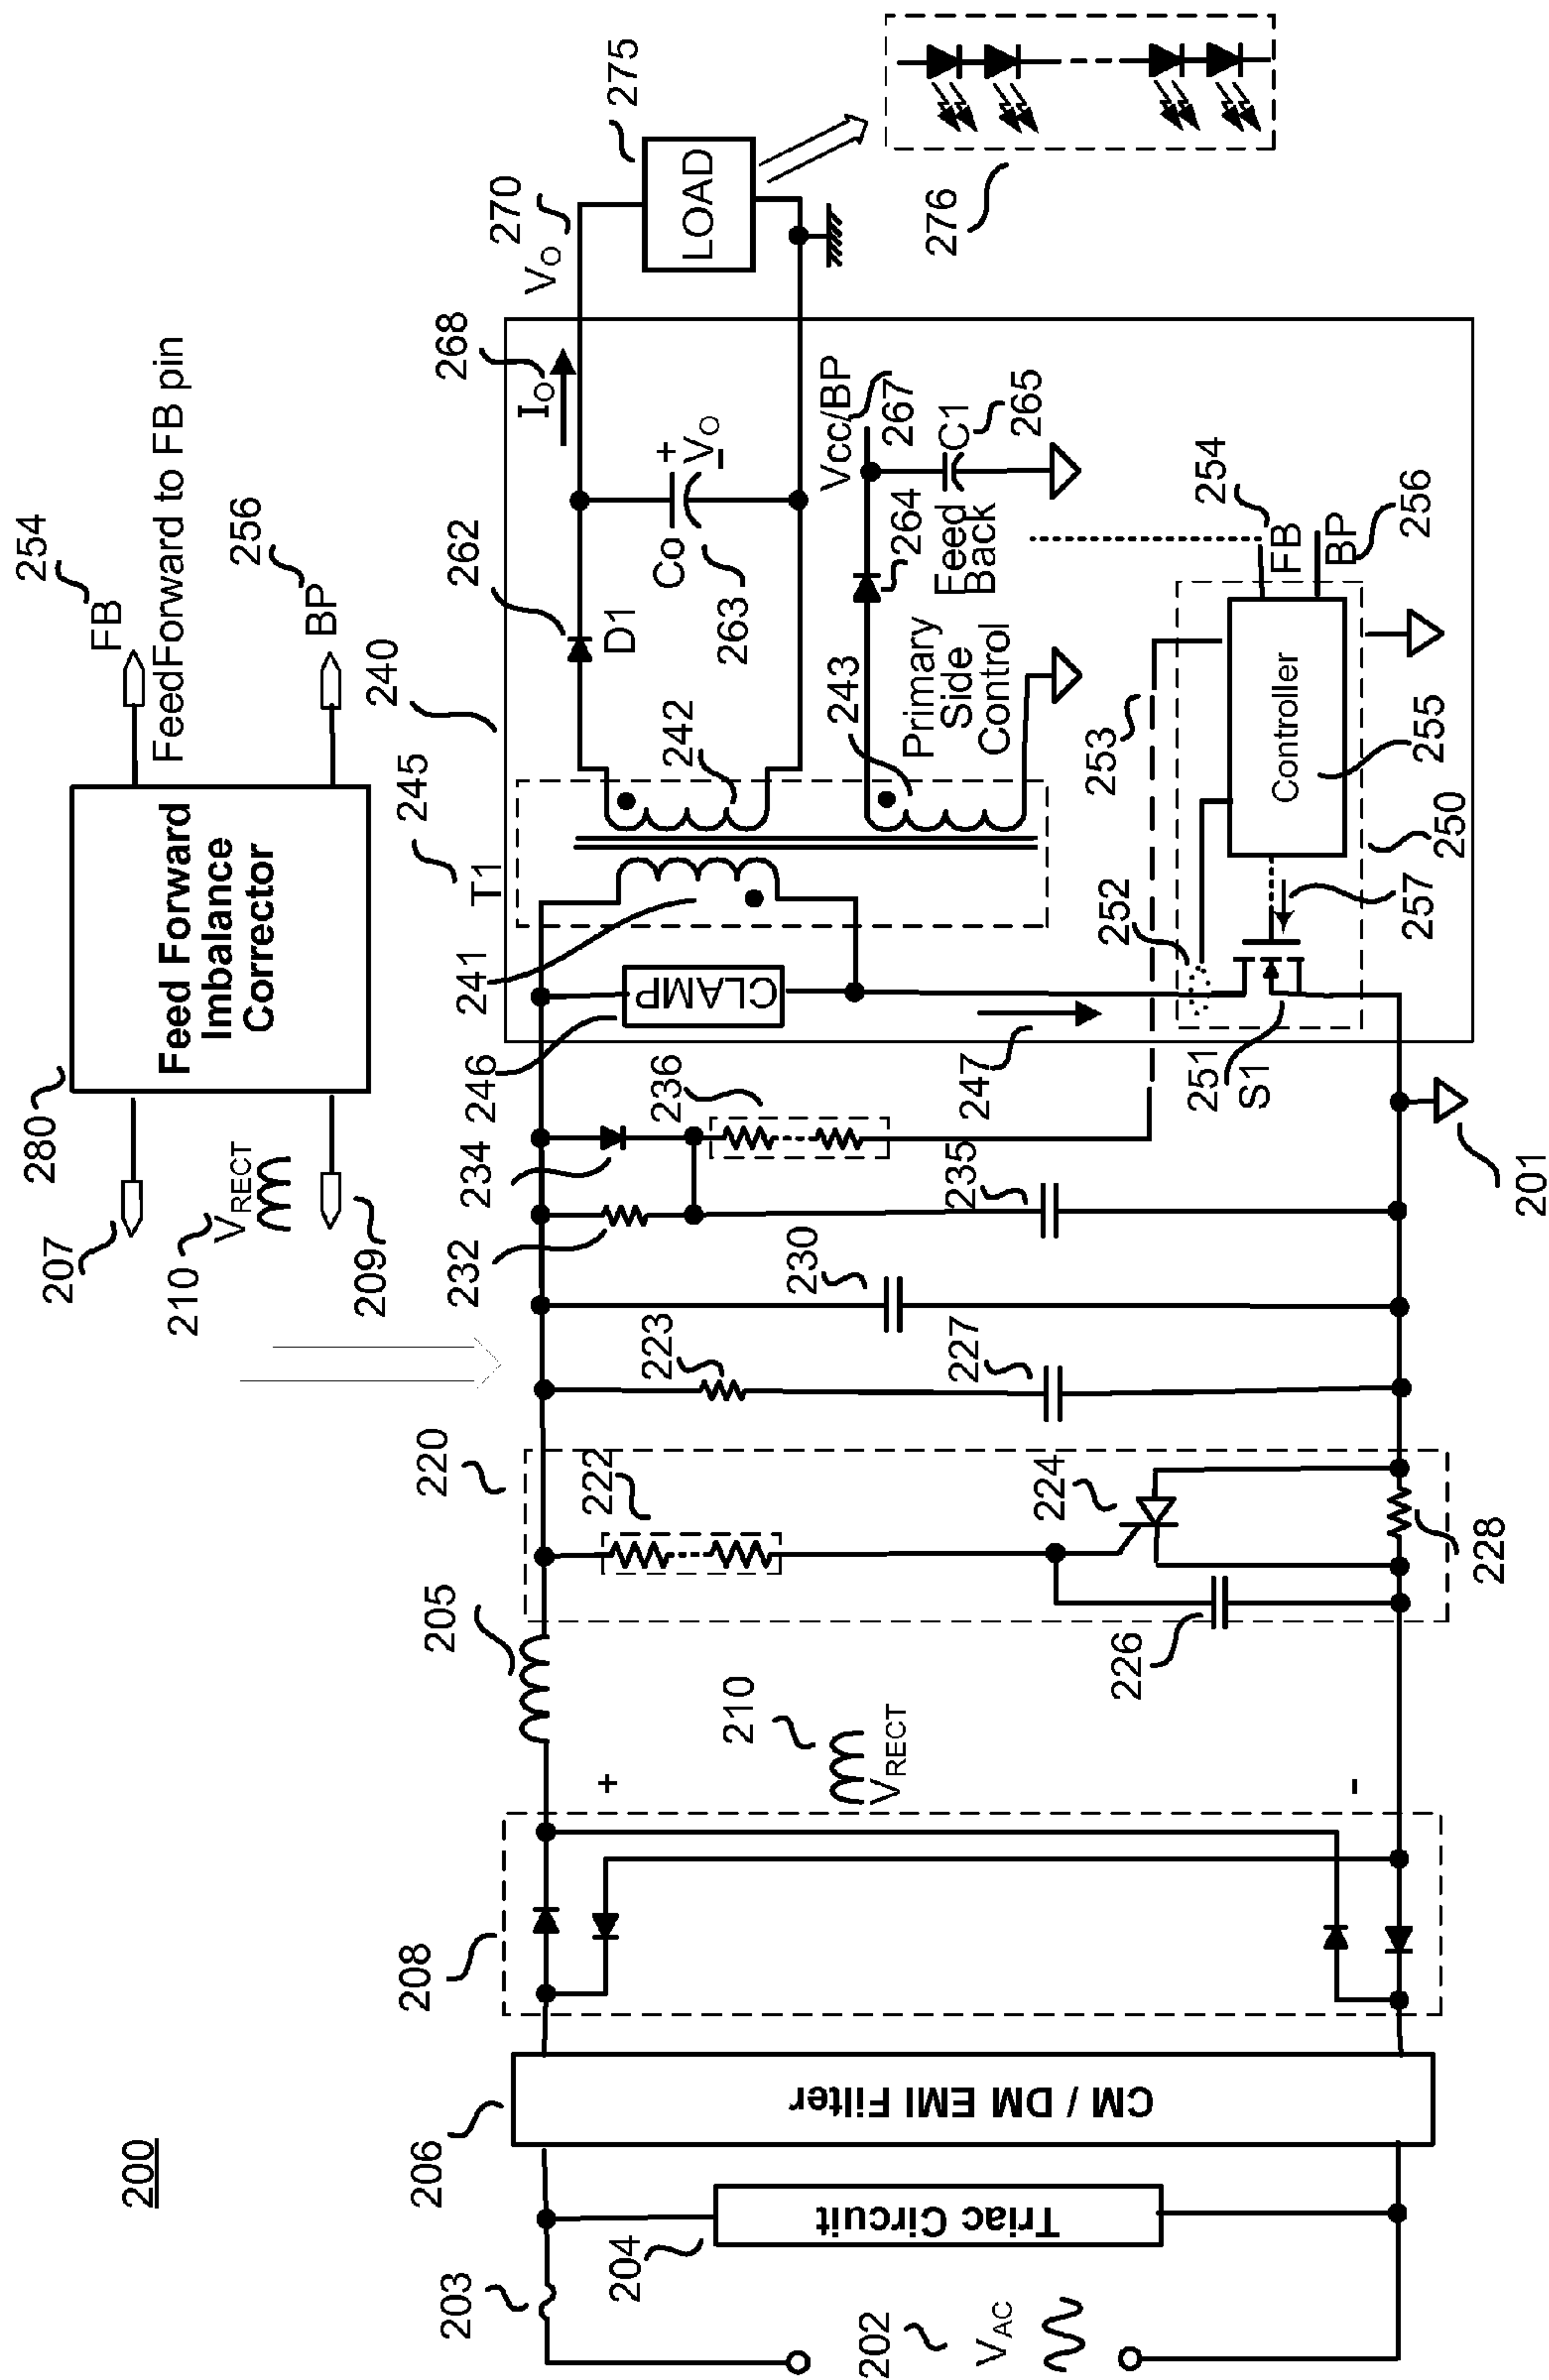 200
280
Feed Forward
Imbalance
Corrector
254
FB
FeedForward to FB pin
256
BP
207
210
VRECT
209
202
VAC
203
204
Triac Circuit
206
CM / DM EMI Filter
208
+
-
210
VRECT
205
220
222
224
226
228
223
227
230
232
234
235
236
201
240
245
T1
241
242
243
246
CLAMP
247
262
D1
Co
263
+
VO
-
268
IO
270
VO
275
LOAD
276
Vcc/BP
267
264
C1
265
Primary
Side
Control
Feed
Back
253
252
251
S1
257
250
Controller
255
254
FB
BP
256